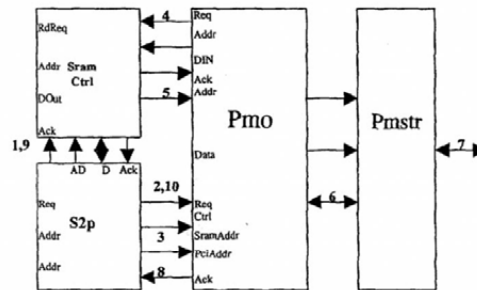 RdReq
Addr
Sram
Ctrl
DOut
Ack
4
5
Req
Addr
DIN
Ack
Addr
Pmo
Data
Req
Ctrl
SramAddr
PciAddr
Ack
Pmstr
6
7
1,9
AD
D
Ack
2,10
Req
S2p
Addr
Addr
3
8